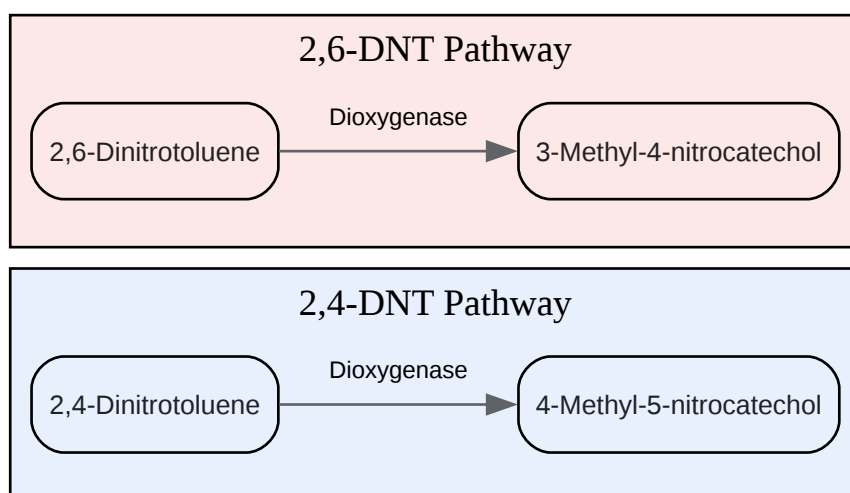 2,6-DNT Pathway
Dioxygenase
2,6-Dinitrotoluene
3-Methyl-4-nitrocatechol
2,4-DNT Pathway
Dioxygenase
2,4-Dinitrotoluene
4-Methyl-5-nitrocatechol